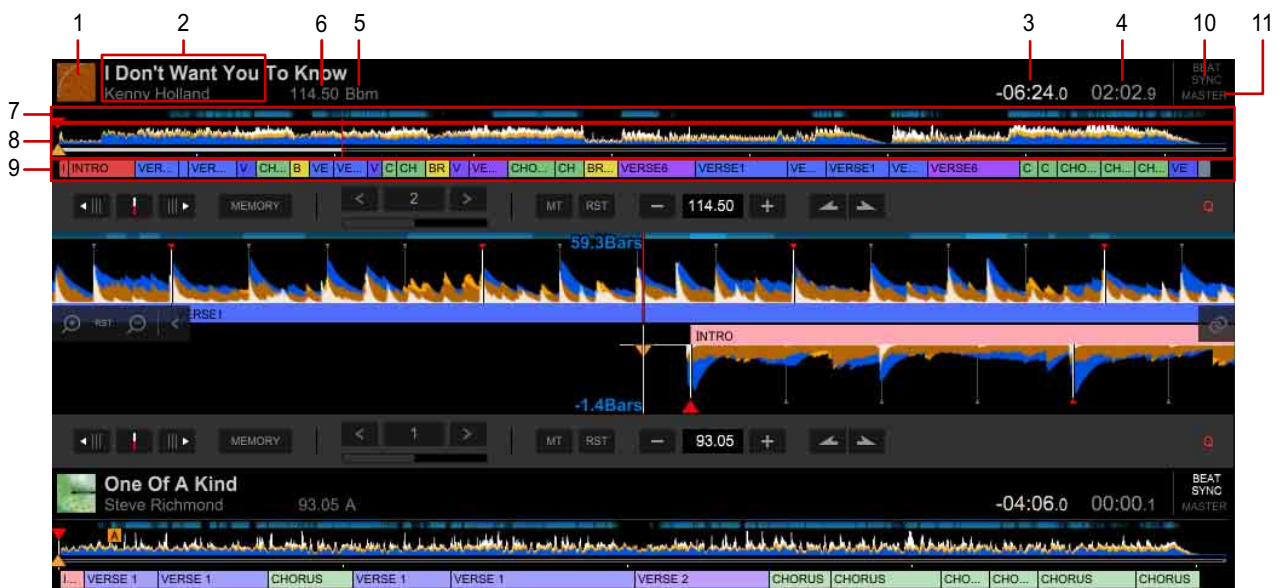 1 2 6 5 3 4 10 11
I Don't Want You To Know
Kenny Holland 114.50 Bbm
-06:24.0 02:02.9
BEAT
SYNC
MASTER
7
8
9
I INTRO VER... VER... V CH... B VE VE... V C CH BR V VE... CHO... CH BR... VERSE6 VERSE1 VE... VERSE1 VE... VERSE6 C C CHO... CH... CH... VE
MEMORY < 2 > MT RST − 114.50 + Q
59.3Bars
VERSE1
RST <
INTRO
-1.4Bars
MEMORY < 1 > MT RST − 93.05 + Q
One Of A Kind
Steve Richmond 93.05 A
-04:06.0 00:00.1
BEAT
SYNC
MASTER
A
I... VERSE 1 VERSE 1 CHORUS VERSE 1 VERSE 1 VERSE 2 CHORUS CHORUS CHO... CHO... CHORUS CHORUS